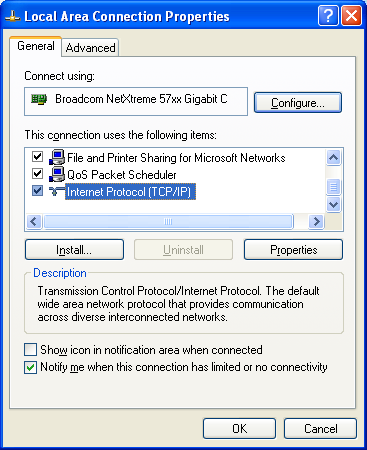 Local Area Connection Properties
General
Advanced
Connect using:
Broadcom NetXtreme 57xx Gigabit C
Configure...
This connection uses the following items:
File and Printer Sharing for Microsoft Networks
QoS Packet Scheduler
Internet Protocol (TCP/IP)
Install...
Uninstall
Properties
Description
Transmission Control Protocol/Internet Protocol. The default
wide area network protocol that provides communication
across diverse interconnected networks.
Show icon in notification area when connected
Notify me when this connection has limited or no connectivity
OK
Cancel